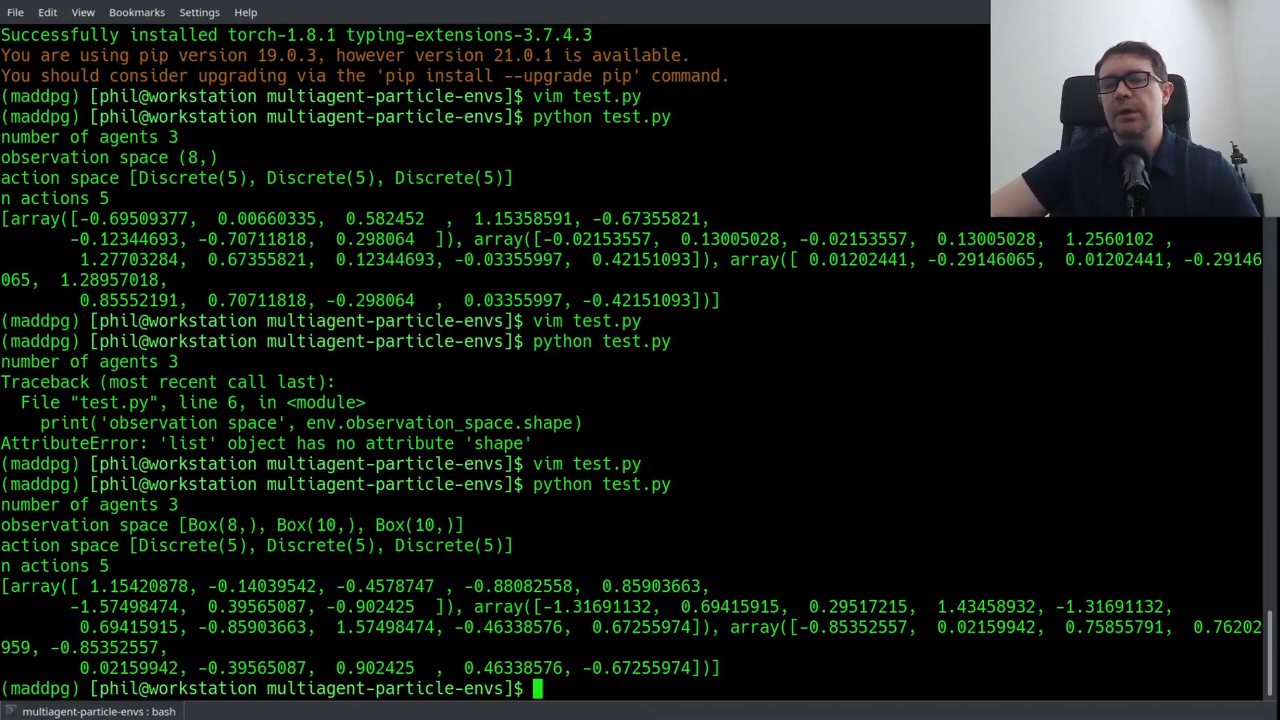 File Edit View Bookmarks Settings Help
Successfully installed torch-1.8.1 typing-extensions-3.7.4.3
You are using pip version 19.0.3, however version 21.0.1 is available.
You should consider upgrading via the 'pip install --upgrade pip' command.
(maddpg) [phil@workstation multiagent-particle-envs]$ vim test.py
(maddpg) [phil@workstation multiagent-particle-envs]$ python test.py
number of agents 3
observation space (8,)
action space [Discrete(5), Discrete(5), Discrete(5)]
n actions 5
[array([-0.69509377,  0.00660335,  0.582452  ,  1.15358591, -0.67355821,
       -0.12344693, -0.70711818,  0.298064  ]), array([-0.02153557,  0.13005028, -0.02153557,  0.13005028,  1.2560102 ,
        1.27703284,  0.67355821,  0.12344693, -0.03355997,  0.42151093]), array([ 0.01202441, -0.29146065,  0.01202441, -0.29146
065,  1.28957018,
        0.85552191,  0.70711818, -0.298064  ,  0.03355997, -0.42151093])]
(maddpg) [phil@workstation multiagent-particle-envs]$ vim test.py
(maddpg) [phil@workstation multiagent-particle-envs]$ python test.py
number of agents 3
Traceback (most recent call last):
  File "test.py", line 6, in <module>
    print('observation space', env.observation_space.shape)
AttributeError: 'list' object has no attribute 'shape'
(maddpg) [phil@workstation multiagent-particle-envs]$ vim test.py
(maddpg) [phil@workstation multiagent-particle-envs]$ python test.py
number of agents 3
observation space [Box(8,), Box(10,), Box(10,)]
action space [Discrete(5), Discrete(5), Discrete(5)]
n actions 5
[array([ 1.15420878, -0.14039542, -0.4578747 , -0.88082558,  0.85903663,
       -1.57498474,  0.39565087, -0.902425  ]), array([-1.31691132,  0.69415915,  0.29517215,  1.43458932, -1.31691132,
        0.69415915, -0.85903663,  1.57498474, -0.46338576,  0.67255974]), array([-0.85352557,  0.02159942,  0.75855791,  0.76202
959, -0.85352557,
        0.02159942, -0.39565087,  0.902425  ,  0.46338576, -0.67255974])]
(maddpg) [phil@workstation multiagent-particle-envs]$
multiagent-particle-envs : bash